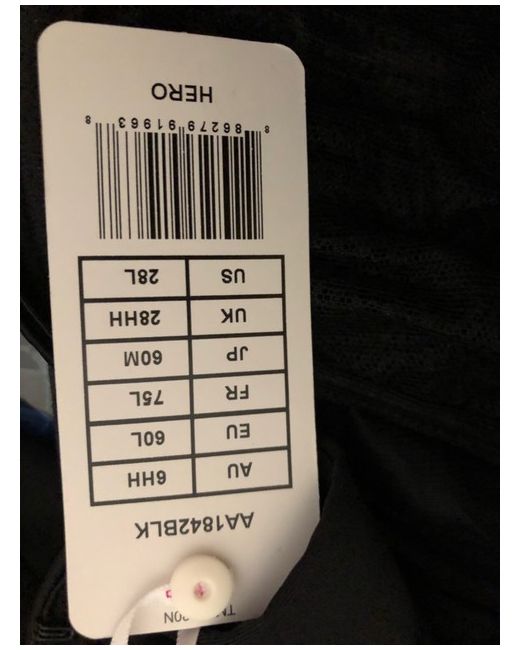 AA1842BLK
AU 6HH
EU 60L
FR 75L
JP 60M
UK 28HH
US 28L
8 86279 91963 8
HERO